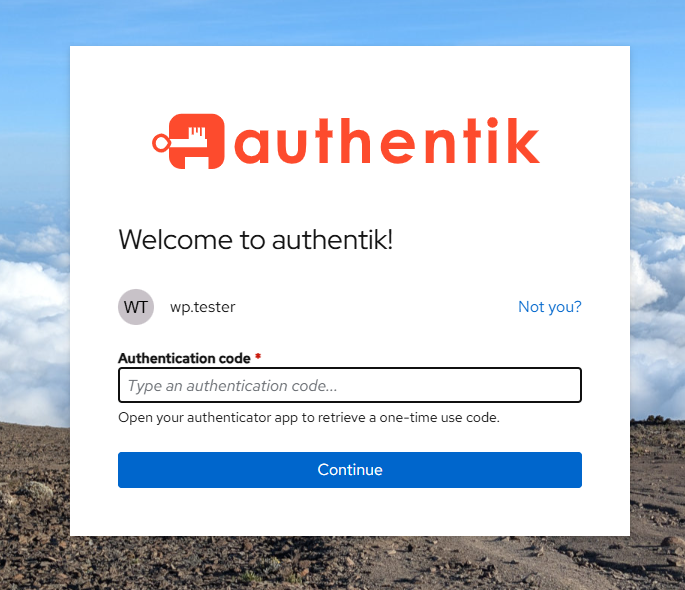 authentik
Welcome to authentik!
WT wp.tester Not you?
Authentication code *
Type an authentication code...
Open your authenticator app to retrieve a one-time use code.
Continue